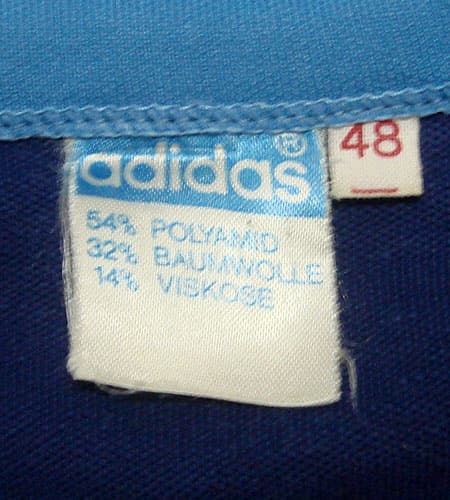 adidas®
48
54% POLYAMID
32% BAUMWOLLE
14% VISKOSE